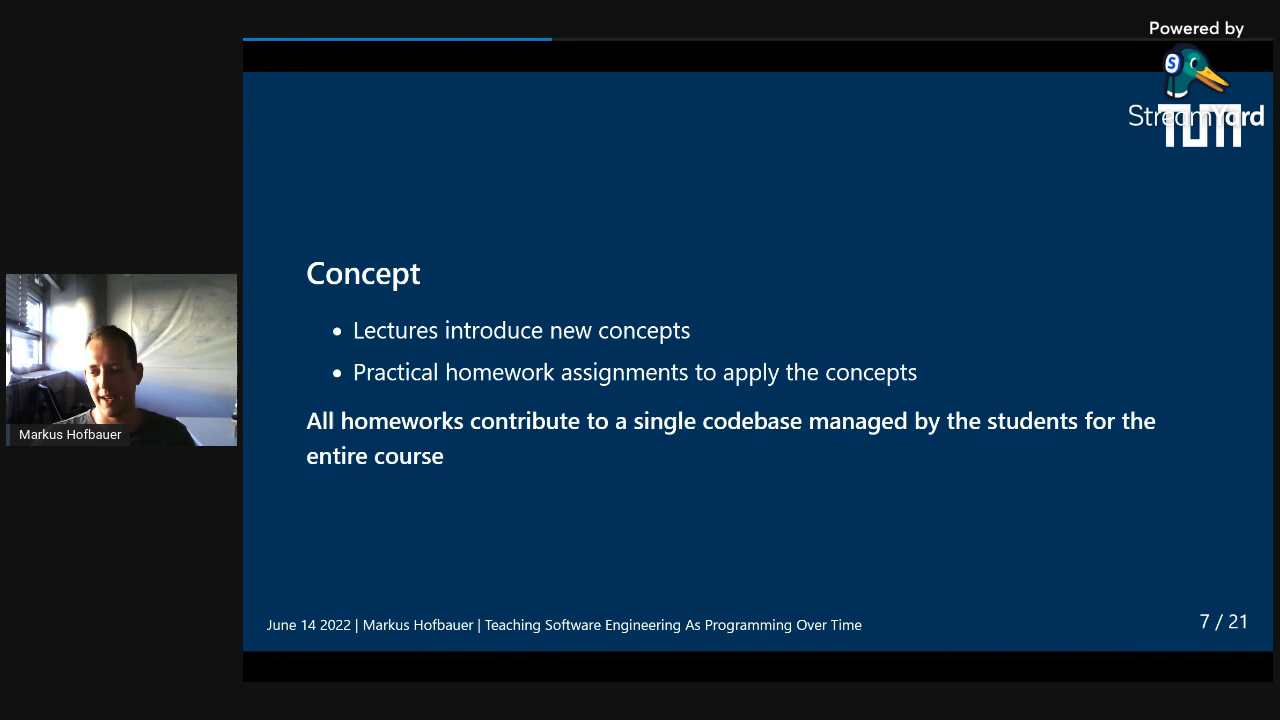 Powered by
S
StreamYard
TUM
Concept
• Lectures introduce new concepts
• Practical homework assignments to apply the concepts
All homeworks contribute to a single codebase managed by the students for the
entire course
Markus Hofbauer
June 14 2022 | Markus Hofbauer | Teaching Software Engineering As Programming Over Time
7 / 21